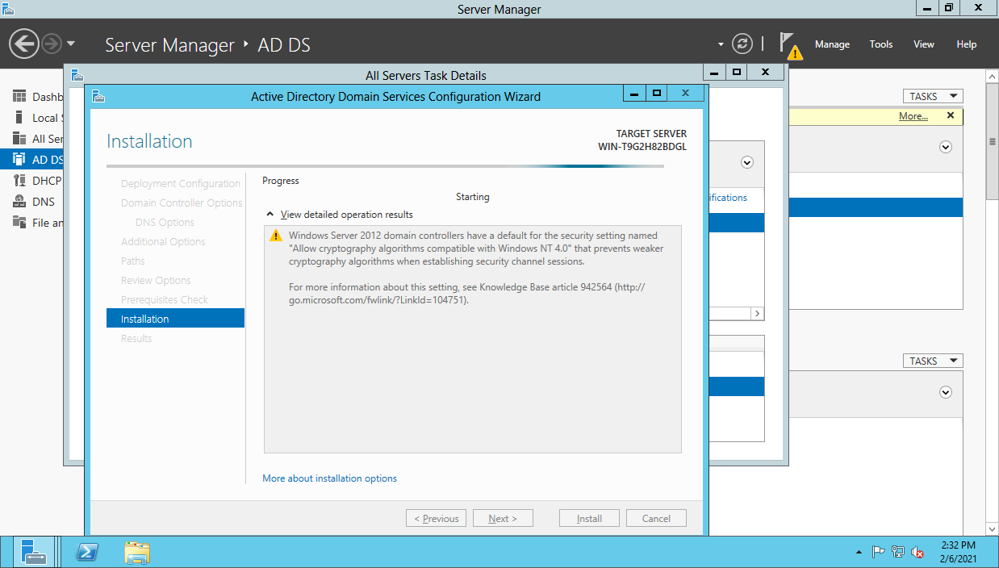 Server Manager
Server Manager ‣ AD DS
Manage
Tools
View
Help
All Servers Task Details
Active Directory Domain Services Configuration Wizard
Dashb
Local S
All Ser
AD DS
DHCP
DNS
File an
TASKS
More...
ifications
TASKS
Installation
TARGET SERVER
WIN-T9G2H82BDGL
Deployment Configuration
Domain Controller Options
DNS Options
Additional Options
Paths
Review Options
Prerequisites Check
Installation
Results
Progress
Starting
View detailed operation results
Windows Server 2012 domain controllers have a default for the security setting named
"Allow cryptography algorithms compatible with Windows NT 4.0" that prevents weaker
cryptography algorithms when establishing security channel sessions.
For more information about this setting, see Knowledge Base article 942564 (http://
go.microsoft.com/fwlink/?LinkId=104751).
More about installation options
< Previous
Next >
Install
Cancel
2:32 PM
2/6/2021